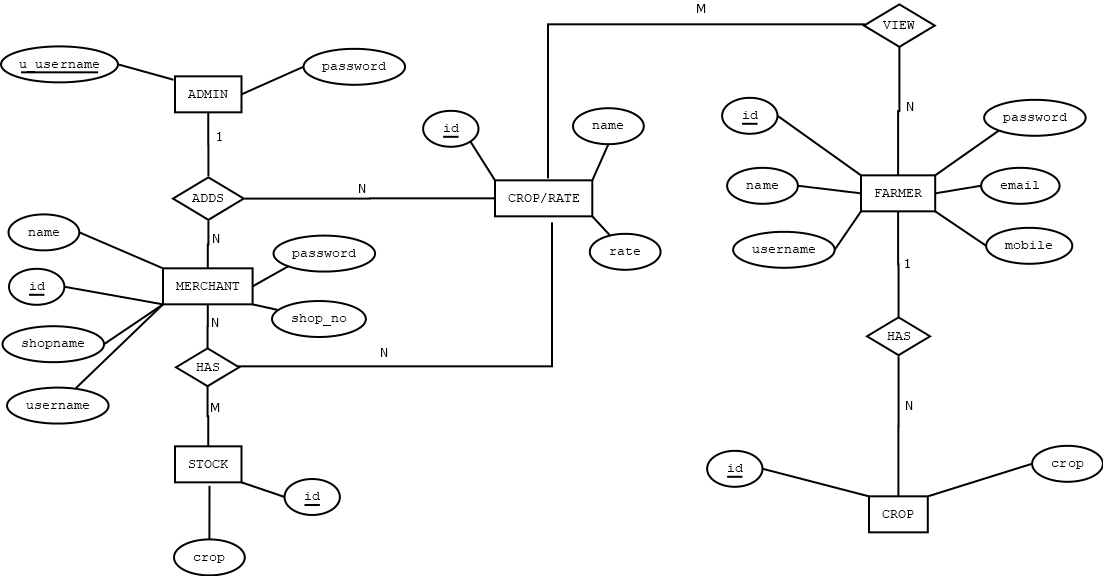 M
VIEW
u_username
password
ADMIN
N
id
password
1
id
name
name
email
FARMER
ADDS
N
CROP/RATE
username
mobile
name
N
password
rate
1
id
MERCHANT
shop_no
N
shopname
HAS
HAS
N
username
M
N
STOCK
id
id
crop
crop
CROP